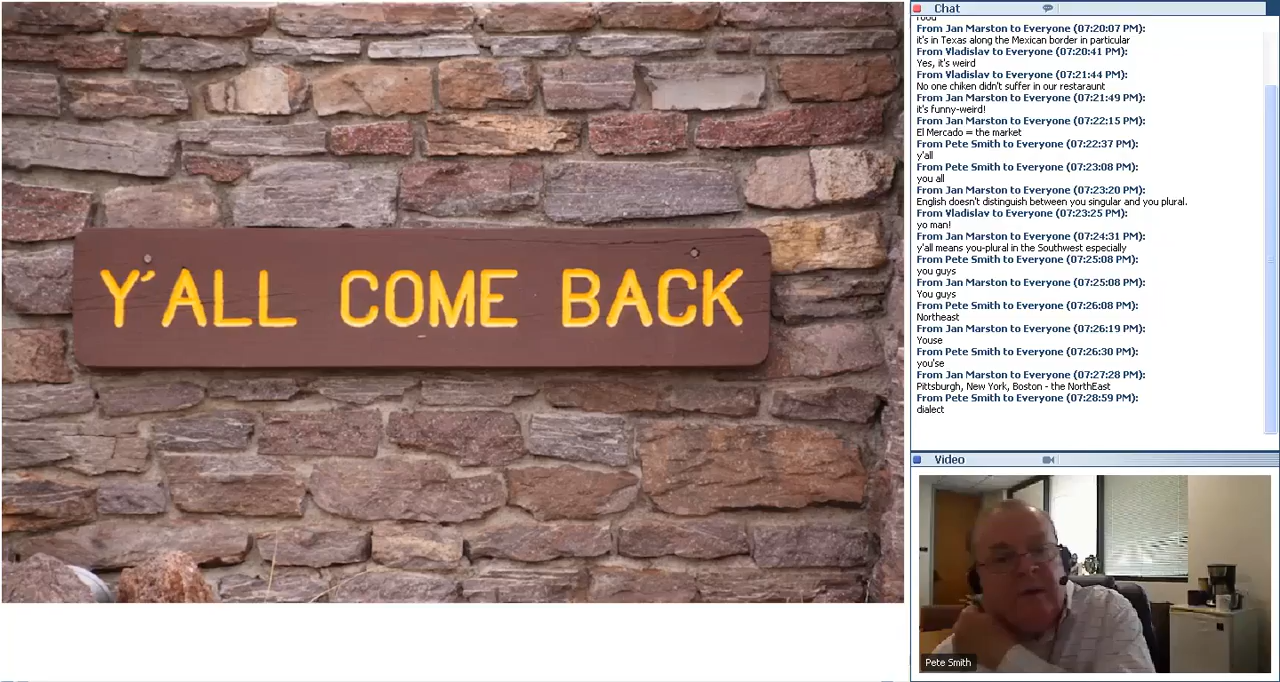 Y'ALL COME BACK
Chat
food
From Jan Marston to Everyone (07:20:07 PM):
it's in Texas along the Mexican border in particular
From Vladislav to Everyone (07:20:41 PM):
Yes, it's weird
From Vladislav to Everyone (07:21:44 PM):
No one chiken didn't suffer in our restaraunt
From Jan Marston to Everyone (07:21:49 PM):
it's funny-weird!
From Jan Marston to Everyone (07:22:15 PM):
El Mercado = the market
From Pete Smith to Everyone (07:22:37 PM):
y'all
From Pete Smith to Everyone (07:23:08 PM):
you all
From Jan Marston to Everyone (07:23:20 PM):
English doesn't distinguish between you singular and you plural.
From Vladislav to Everyone (07:23:25 PM):
yo man!
From Jan Marston to Everyone (07:24:31 PM):
y'all means you-plural in the Southwest especially
From Pete Smith to Everyone (07:25:08 PM):
you guys
From Jan Marston to Everyone (07:25:08 PM):
You guys
From Pete Smith to Everyone (07:26:08 PM):
Northeast
From Jan Marston to Everyone (07:26:19 PM):
Youse
From Pete Smith to Everyone (07:26:30 PM):
you'se
From Jan Marston to Everyone (07:27:28 PM):
Pittsburgh, New York, Boston - the NorthEast
From Pete Smith to Everyone (07:28:59 PM):
dialect
Video
Pete Smith